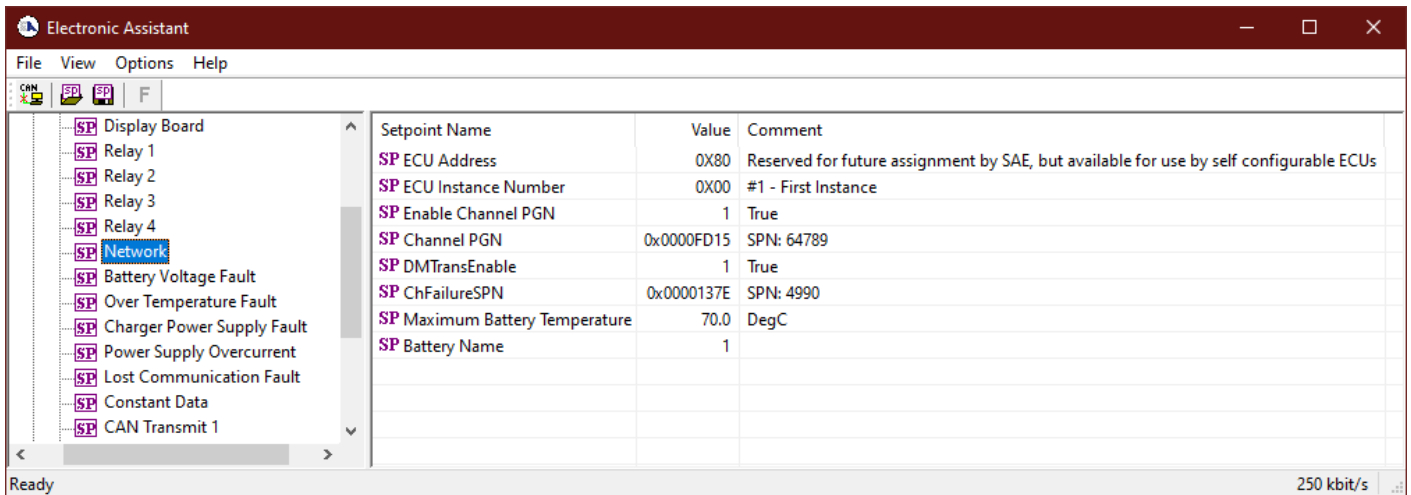 Electronic Assistant
File View Options Help
CAN SP SP F
SP Display Board
SP Relay 1
SP Relay 2
SP Relay 3
SP Relay 4
SP Network
SP Battery Voltage Fault
SP Over Temperature Fault
SP Charger Power Supply Fault
SP Power Supply Overcurrent
SP Lost Communication Fault
SP Constant Data
SP CAN Transmit 1
Setpoint Name Value Comment
SP ECU Address 0X80 Reserved for future assignment by SAE, but available for use by self configurable ECUs
SP ECU Instance Number 0X00 #1 - First Instance
SP Enable Channel PGN 1 True
SP Channel PGN 0x0000FD15 SPN: 64789
SP DMTransEnable 1 True
SP ChFailureSPN 0x0000137E SPN: 4990
SP Maximum Battery Temperature 70.0 DegC
SP Battery Name 1
Ready 250 kbit/s